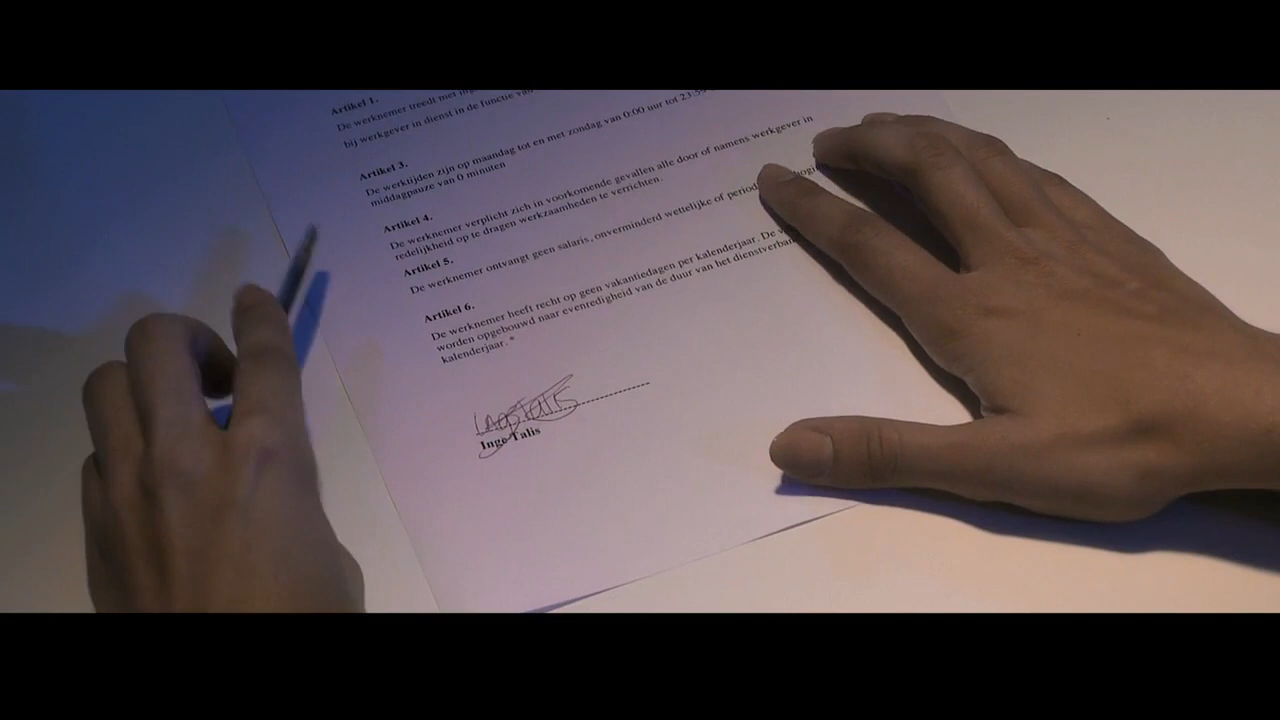 Artikel 1.
De werknemer treedt met
bij werkgever in dienst in de functie van
Artikel 3.
De werktijden zijn op maandag tot en met zondag van 0:00 uur tot 23:59
middagpauze van 0 minuten
Artikel 4.
De werknemer verplicht zich in voorkomende gevallen alle door of namens werkgever in
redelijkheid op te dragen werkzaamheden te verrichten.
Artikel 5.
De werknemer ontvangt geen salaris, onverminderd wettelijke of
Artikel 6.
De werknemer heeft recht op geen vakantiedagen per kalenderjaar. De
worden opgebouwd naar evenredigheid van de duur van het
kalenderjaar. *
Inge Talis